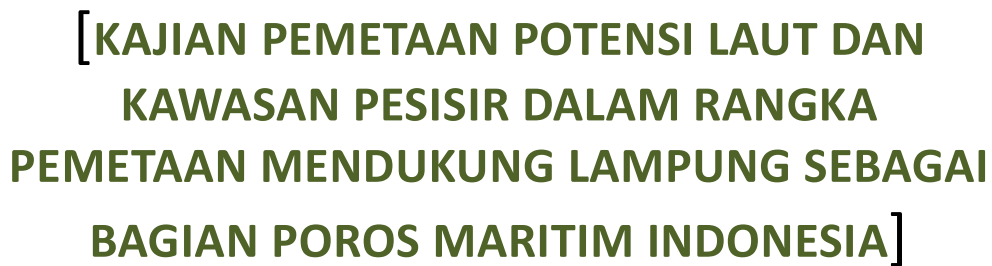 [KAJIAN PEMETAAN POTENSI LAUT DAN
KAWASAN PESISIR DALAM RANGKA
PEMETAAN MENDUKUNG LAMPUNG SEBAGAI
BAGIAN POROS MARITIM INDONESIA]